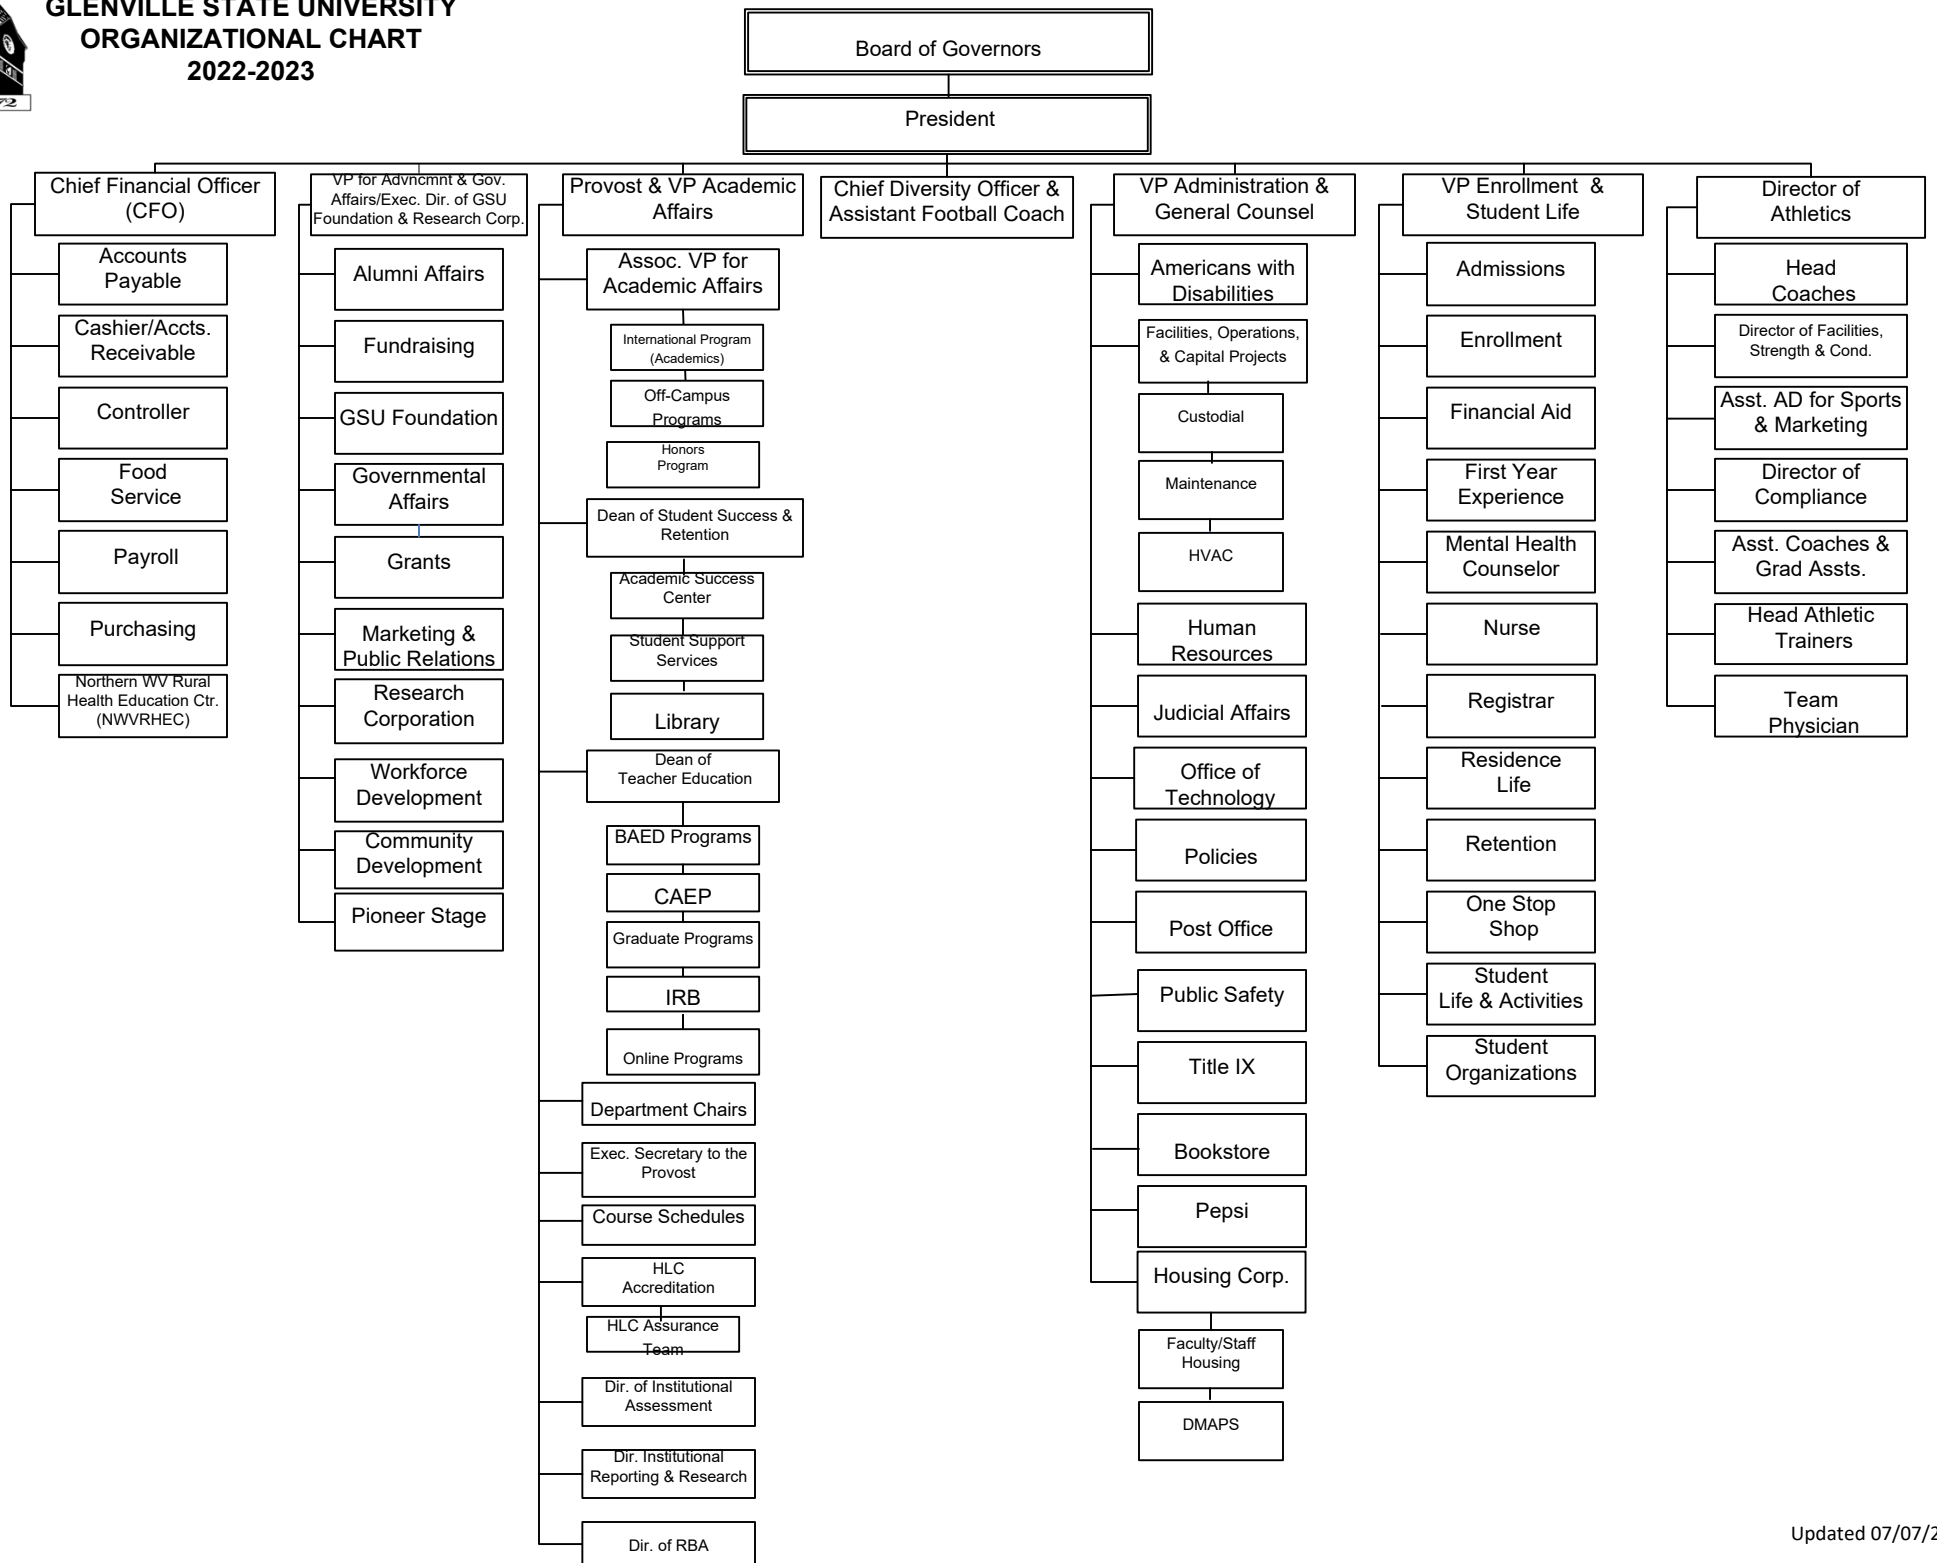 GLENVILLE STATE UNIVERSITY
ORGANIZATIONAL CHART
2022-2023
72
Board of Governors
President
Chief Financial Officer
(CFO)
Accounts
Payable
Cashier/Accts.
Receivable
Controller
Food
Service
Payroll
Purchasing
Northern WV Rural
Health Education Ctr.
(NWVRHEC)
VP for Advncmnt & Gov.
Affairs/Exec. Dir. of GSU
Foundation & Research Corp.
Alumni Affairs
Fundraising
GSU Foundation
Governmental
Affairs
Grants
Marketing &
Public Relations
Research
Corporation
Workforce
Development
Community
Development
Pioneer Stage
Provost & VP Academic
Affairs
Assoc. VP for
Academic Affairs
International Program
(Academics)
Off-Campus
Programs
Honors
Program
Dean of Student Success &
Retention
Academic Success
Center
Student Support
Services
Library
Dean of
Teacher Education
BAED Programs
CAEP
Graduate Programs
IRB
Online Programs
Department Chairs
Exec. Secretary to the
Provost
Course Schedules
HLC
Accreditation
HLC Assurance
Team
Dir. of Institutional
Assessment
Dir. Institutional
Reporting & Research
Dir. of RBA
Chief Diversity Officer &
Assistant Football Coach
VP Administration &
General Counsel
Americans with
Disabilities
Facilities, Operations,
& Capital Projects
Custodial
Maintenance
HVAC
Human
Resources
Judicial Affairs
Office of
Technology
Policies
Post Office
Public Safety
Title IX
Bookstore
Pepsi
Housing Corp.
Faculty/Staff
Housing
DMAPS
VP Enrollment &
Student Life
Admissions
Enrollment
Financial Aid
First Year
Experience
Mental Health
Counselor
Nurse
Registrar
Residence
Life
Retention
One Stop
Shop
Student
Life & Activities
Student
Organizations
Director of
Athletics
Head
Coaches
Director of Facilities,
Strength & Cond.
Asst. AD for Sports
& Marketing
Director of
Compliance
Asst. Coaches &
Grad Assts.
Head Athletic
Trainers
Team
Physician
Updated 07/07/2